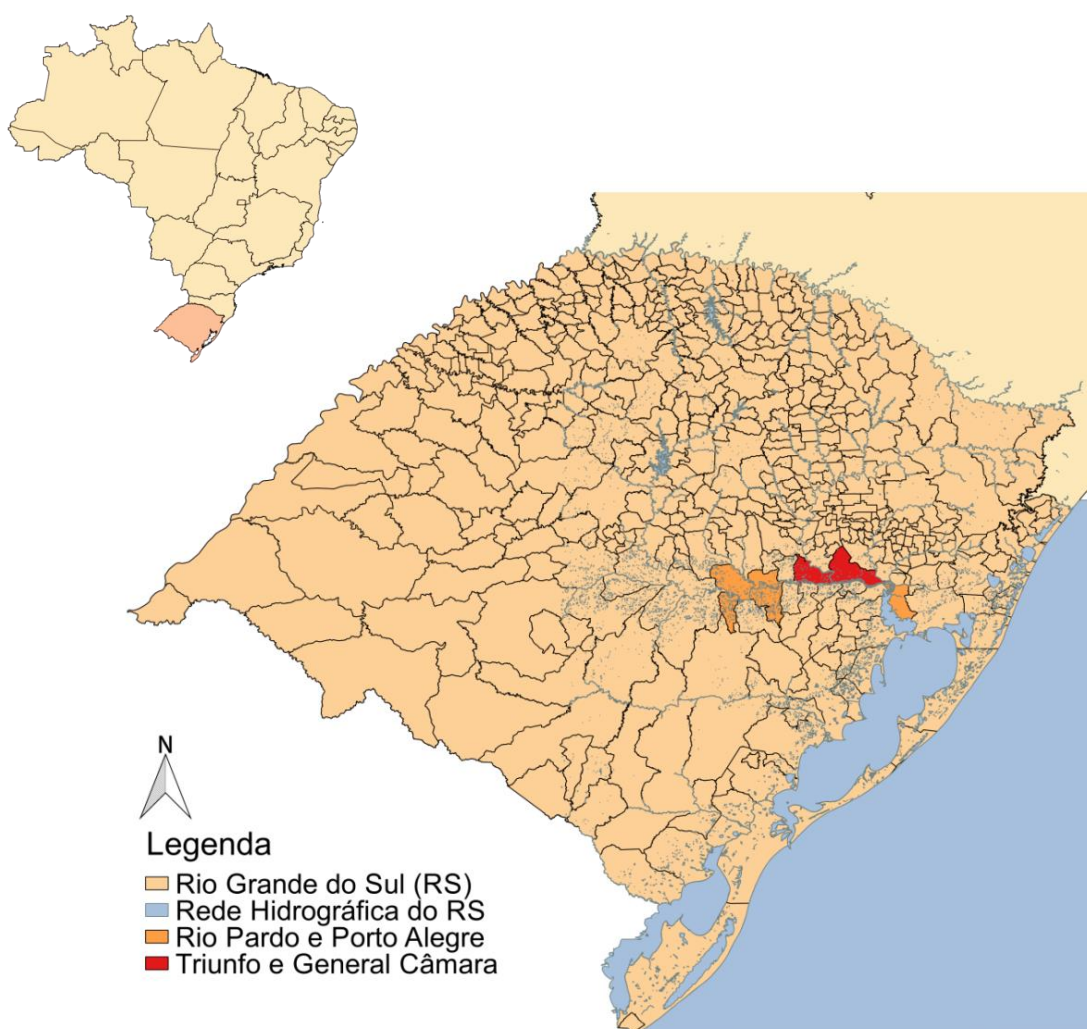 N
Legenda
Rio Grande do Sul (RS)
Rede Hidrográfica do RS
Rio Pardo e Porto Alegre
Triunfo e General Câmara